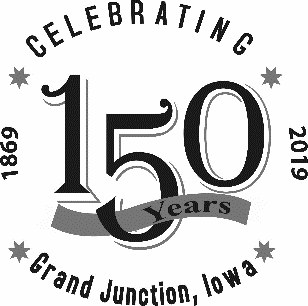 CELEBRATING
1869
150
Years
2019
Grand Junction, Iowa